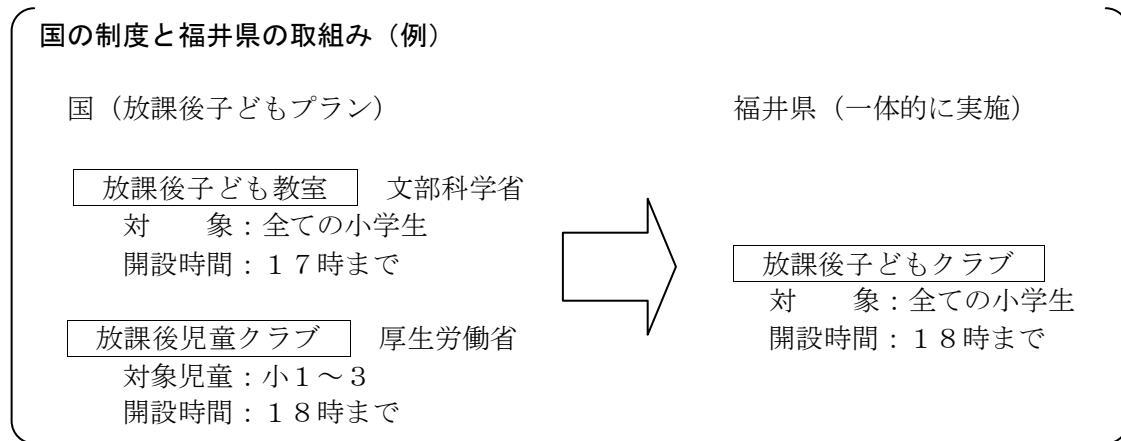 国の制度と福井県の取組み（例）
国（放課後子どもプラン）
福井県（一体的に実施）
放課後子ども教室 文部科学省
対　　象：全ての小学生
開設時間：１７時まで
放課後児童クラブ 厚生労働省
対象児童：小１～３
開設時間：１８時まで
放課後子どもクラブ
対　　象：全ての小学生
開設時間：１８時まで